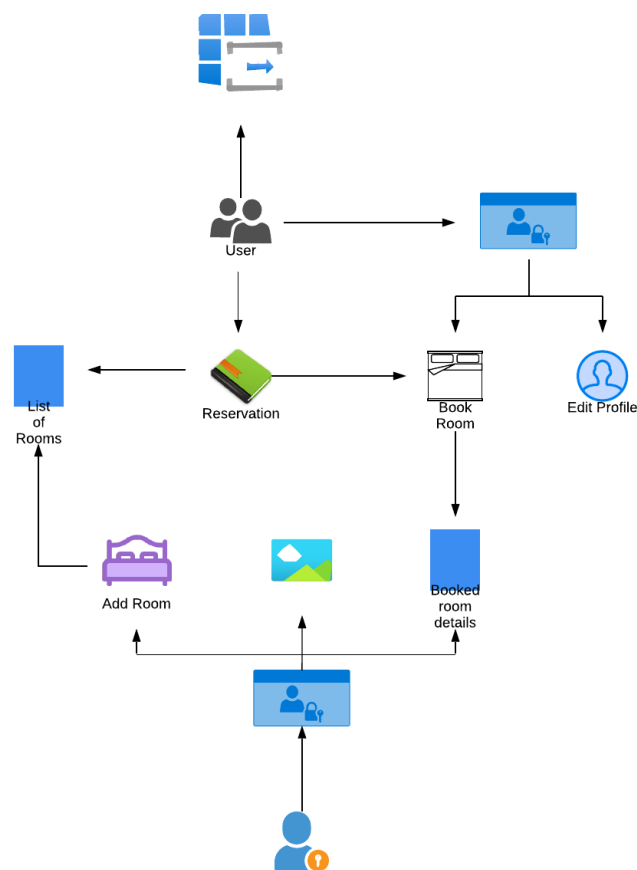 User
List
of
Rooms
Reservation
Book
Room
Edit Profile
Add Room
Booked
room
details